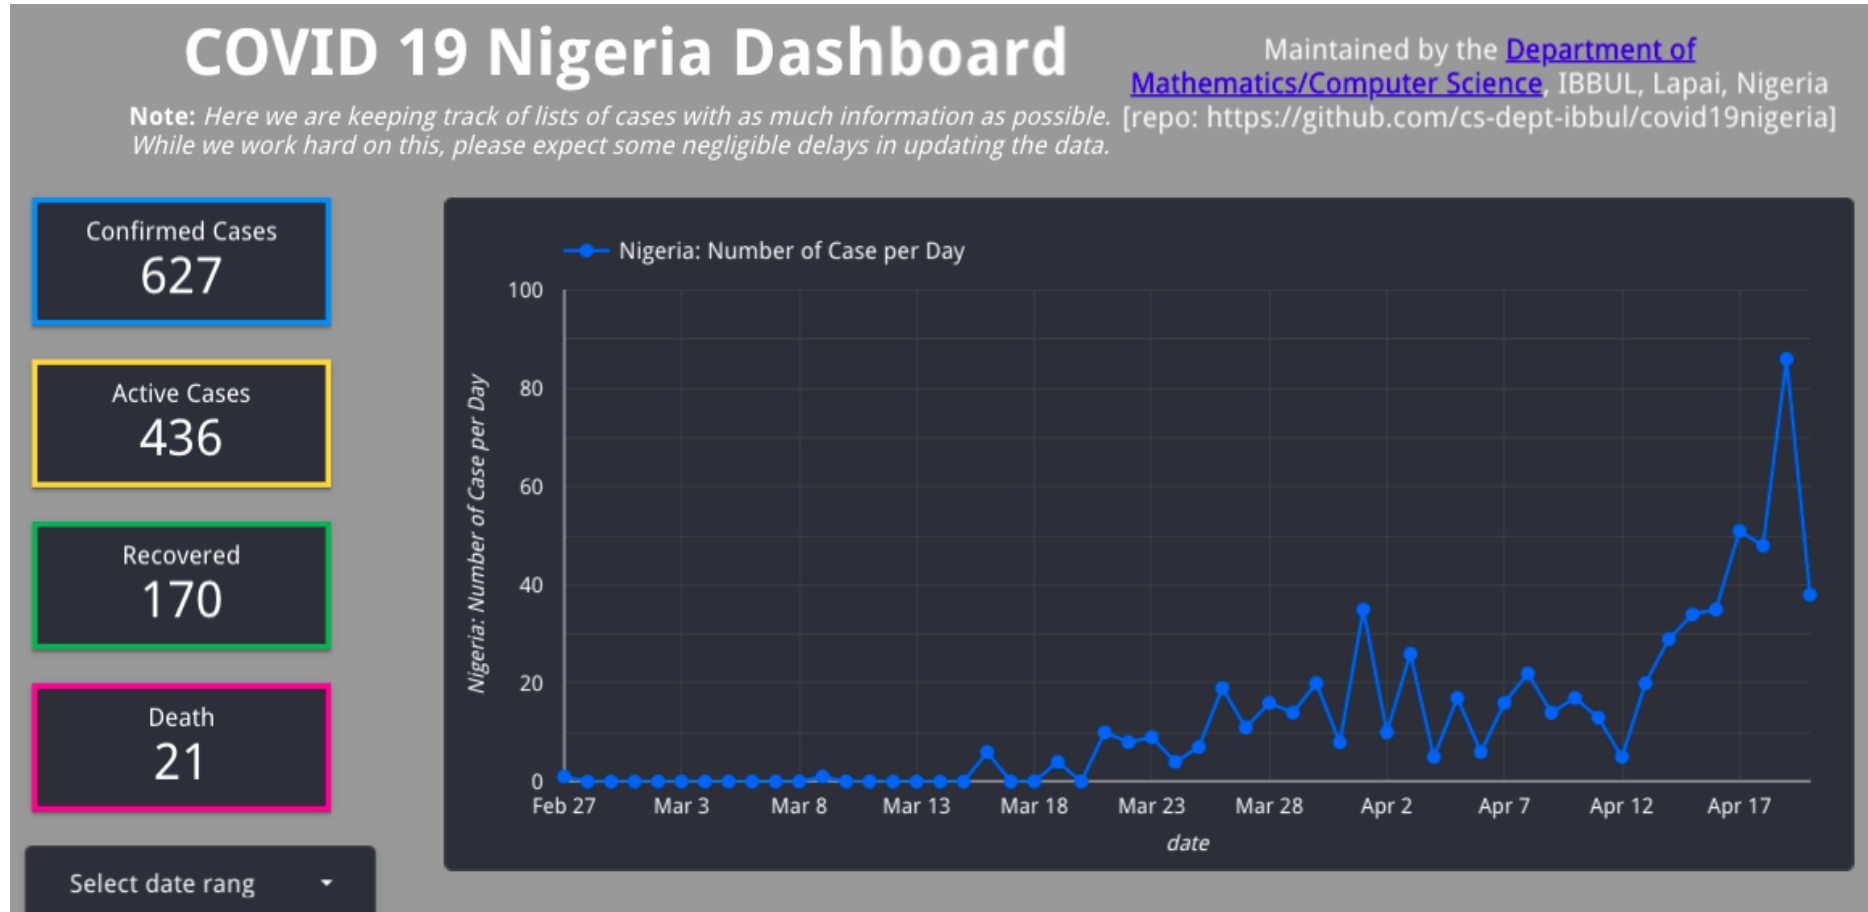 COVID 19 Nigeria Dashboard
Note: Here we are keeping track of lists of cases with as much information as possible.
While we work hard on this, please expect some negligible delays in updating the data.
Maintained by the Department of
Mathematics/Computer Science, IBBUL, Lapai, Nigeria
[repo: https://github.com/cs-dept-ibbul/covid19nigeria]
Confirmed Cases
627
Active Cases
436
Recovered
170
Death
21
Select date rang
Nigeria: Number of Case per Day
Nigeria: Number of Case per Day
100
80
60
40
20
0
Feb 27 Mar 3 Mar 8 Mar 13 Mar 18 Mar 23 Mar 28 Apr 2 Apr 7 Apr 12 Apr 17
date